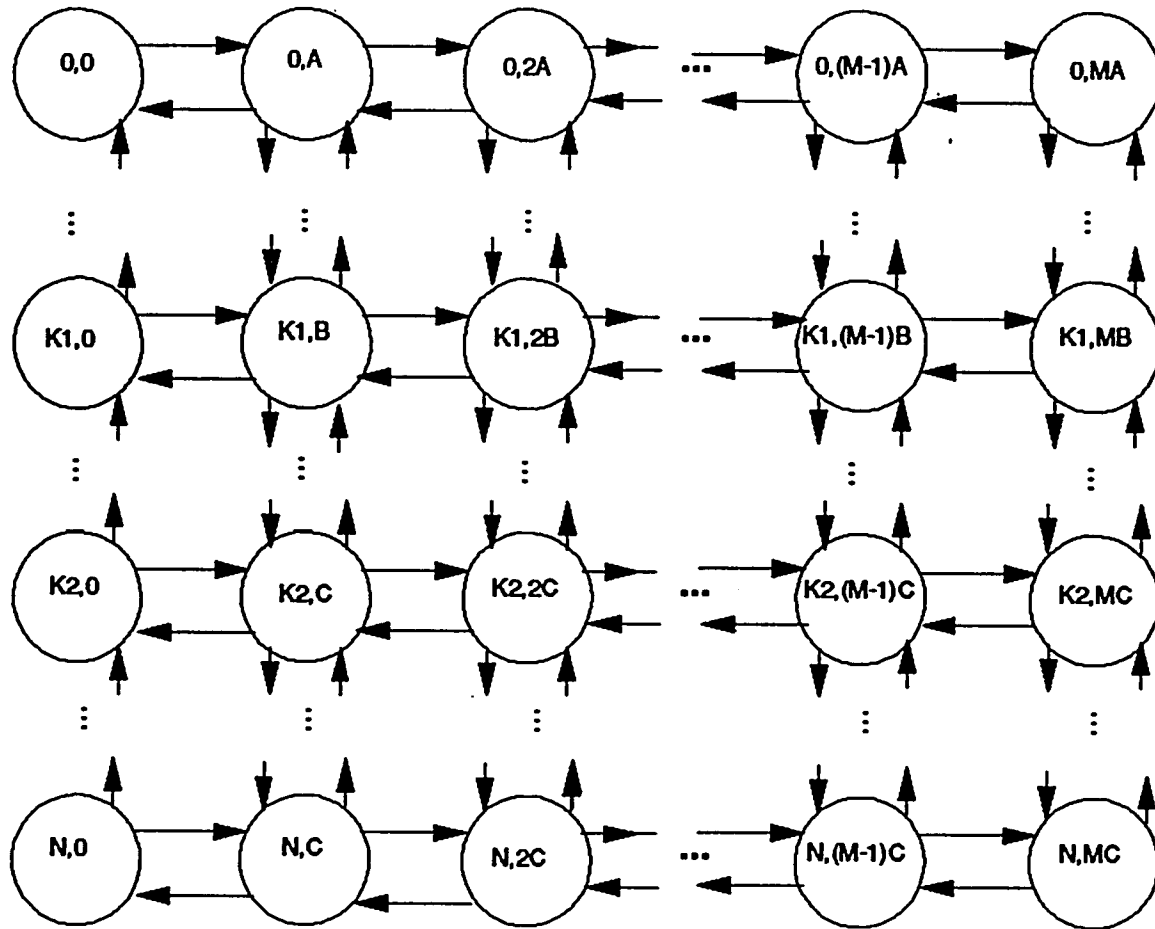 0,0 0,A 0,2A ... 0,(M-1)A 0,MA
... ... ... ... ...
K1,0 K1,B K1,2B ... K1,(M-1)B K1,MB
... ... ... ... ...
K2,0 K2,C K2,2C ... K2,(M-1)C K2,MC
... ... ... ... ...
N,0 N,C N,2C ... N,(M-1)C N,MC